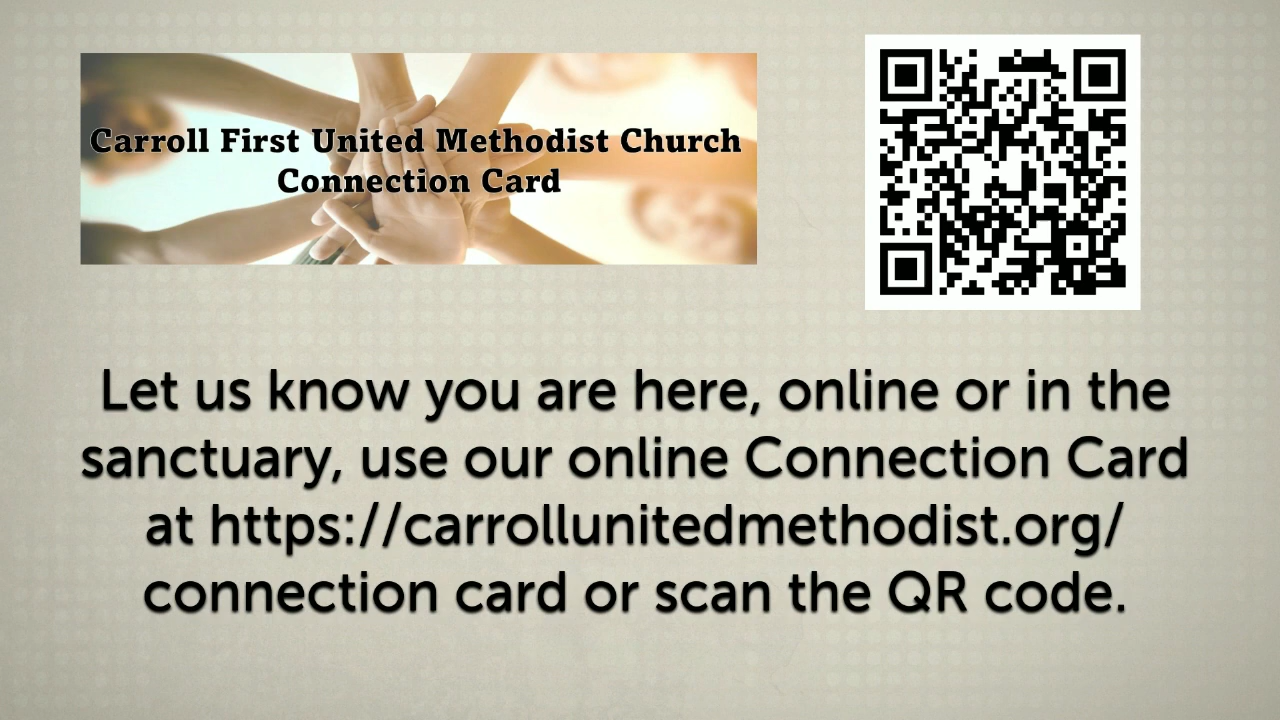 Carroll First United Methodist Church
Connection Card
Let us know you are here, online or in the
sanctuary, use our online Connection Card
at https://carrollunitedmethodist.org/
connection card or scan the QR code.